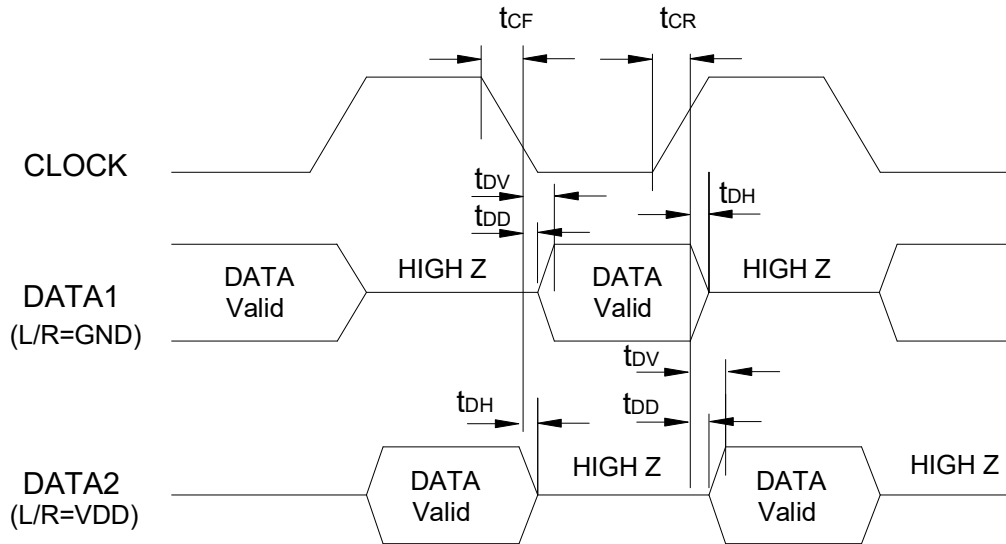 tCF
tCR
CLOCK
tDV
tDD
tDH
DATA1
(L/R=GND)
DATA
Valid
HIGH Z
DATA
Valid
HIGH Z
tDV
tDH
tDD
DATA2
(L/R=VDD)
DATA
Valid
HIGH Z
DATA
Valid
HIGH Z